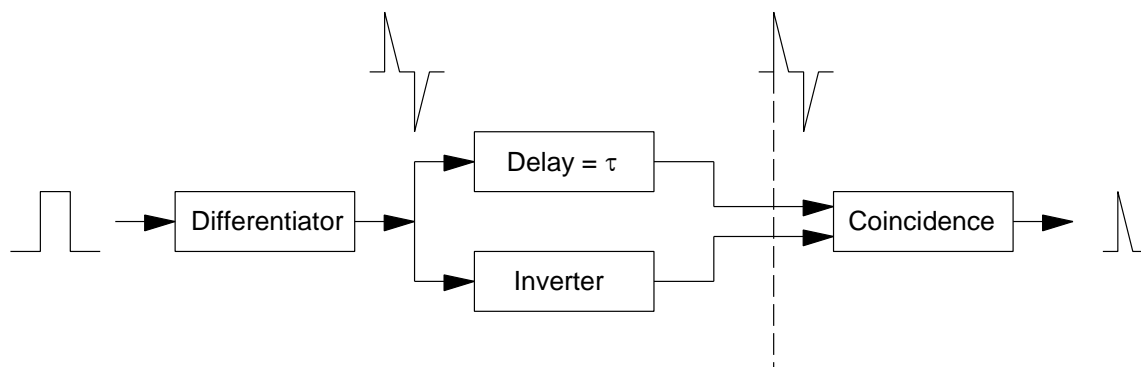 Delay = τ
Differentiator
Coincidence
Inverter